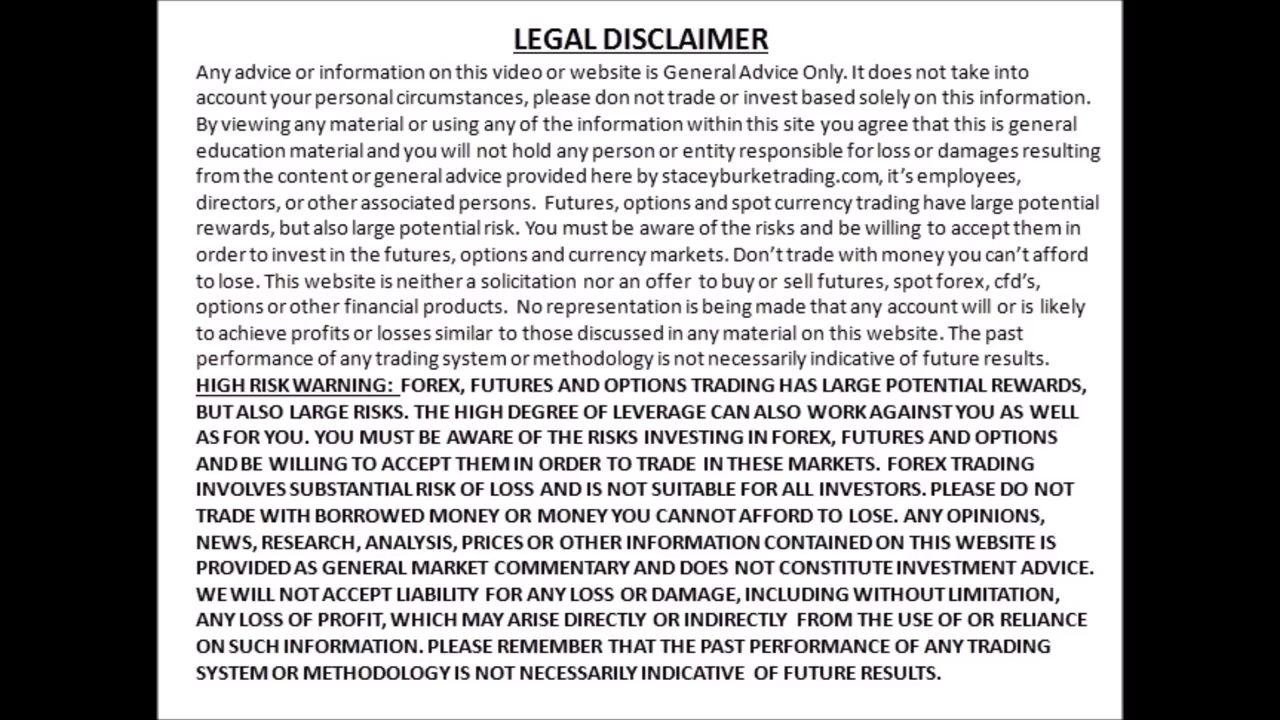 LEGAL DISCLAIMER
Any advice or information on this video or website is General Advice Only. It does not take into
account your personal circumstances, please don not trade or invest based solely on this information.
By viewing any material or using any of the information within this site you agree that this is general
education material and you will not hold any person or entity responsible for loss or damages resulting
from the content or general advice provided here by staceyburketrading.com, it's employees,
directors, or other associated persons. Futures, options and spot currency trading have large potential
rewards, but also large potential risk. You must be aware of the risks and be willing to accept them in
order to invest in the futures, options and currency markets. Don't trade with money you can't afford
to lose. This website is neither a solicitation nor an offer to buy or sell futures, spot forex, cfd's,
options or other financial products. No representation is being made that any account will or is likely
to achieve profits or losses similar to those discussed in any material on this website. The past
performance of any trading system or methodology is not necessarily indicative of future results.
HIGH RISK WARNING: FOREX, FUTURES AND OPTIONS TRADING HAS LARGE POTENTIAL REWARDS,
BUT ALSO LARGE RISKS. THE HIGH DEGREE OF LEVERAGE CAN ALSO WORK AGAINST YOU AS WELL
AS FOR YOU. YOU MUST BE AWARE OF THE RISKS INVESTING IN FOREX, FUTURES AND OPTIONS
AND BE WILLING TO ACCEPT THEM IN ORDER TO TRADE IN THESE MARKETS. FOREX TRADING
INVOLVES SUBSTANTIAL RISK OF LOSS AND IS NOT SUITABLE FOR ALL INVESTORS. PLEASE DO NOT
TRADE WITH BORROWED MONEY OR MONEY YOU CANNOT AFFORD TO LOSE. ANY OPINIONS,
NEWS, RESEARCH, ANALYSIS, PRICES OR OTHER INFORMATION CONTAINED ON THIS WEBSITE IS
PROVIDED AS GENERAL MARKET COMMENTARY AND DOES NOT CONSTITUTE INVESTMENT ADVICE.
WE WILL NOT ACCEPT LIABILITY FOR ANY LOSS OR DAMAGE, INCLUDING WITHOUT LIMITATION,
ANY LOSS OF PROFIT, WHICH MAY ARISE DIRECTLY OR INDIRECTLY FROM THE USE OF OR RELIANCE
ON SUCH INFORMATION. PLEASE REMEMBER THAT THE PAST PERFORMANCE OF ANY TRADING
SYSTEM OR METHODOLOGY IS NOT NECESSARILY INDICATIVE OF FUTURE RESULTS.